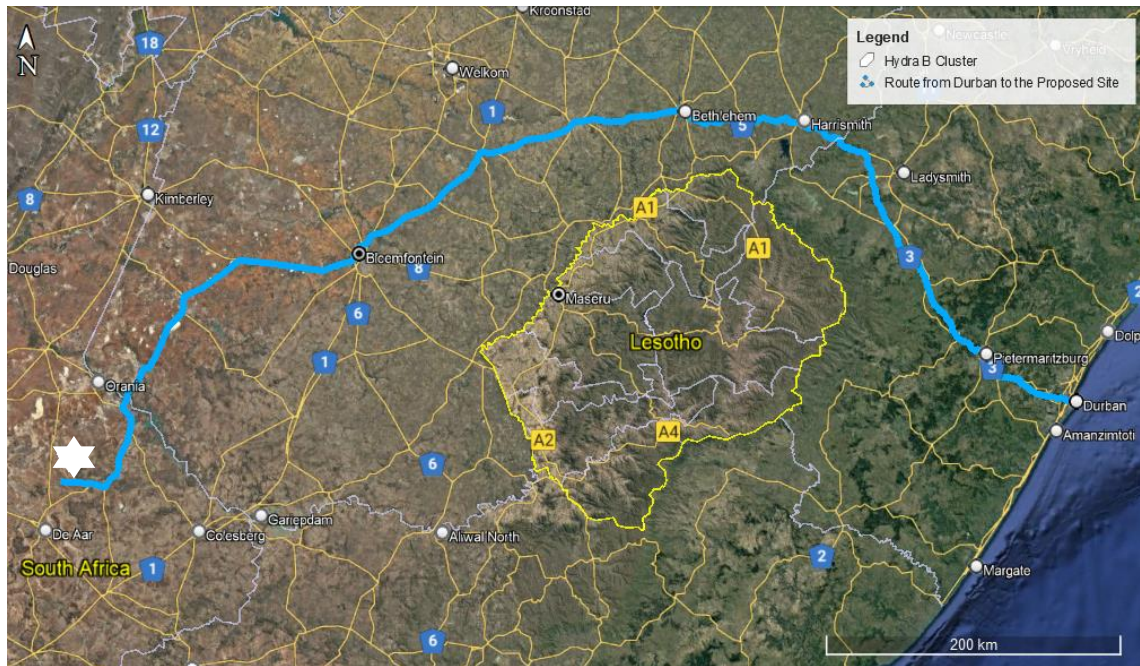 Kroonstad
Legend
Newcastle
Vryheid
Hydra B Cluster
Route from Durban to the Proposed Site
N
18
Welkom
1
12
Bethlehem
5
Harrismith
Ladysmith
Kimberley
8
A1
A1
Douglas
Bloemfontein
8
3
2
Maseru
6
Lesotho
Dolp
1
Pietermaritzburg
3
Orania
Durban
A2
A4
Amanzimtoti
6
De Aar
Colesberg
Gariepdam
Aliwal North
South Africa
1
2
Margate
6
200 km